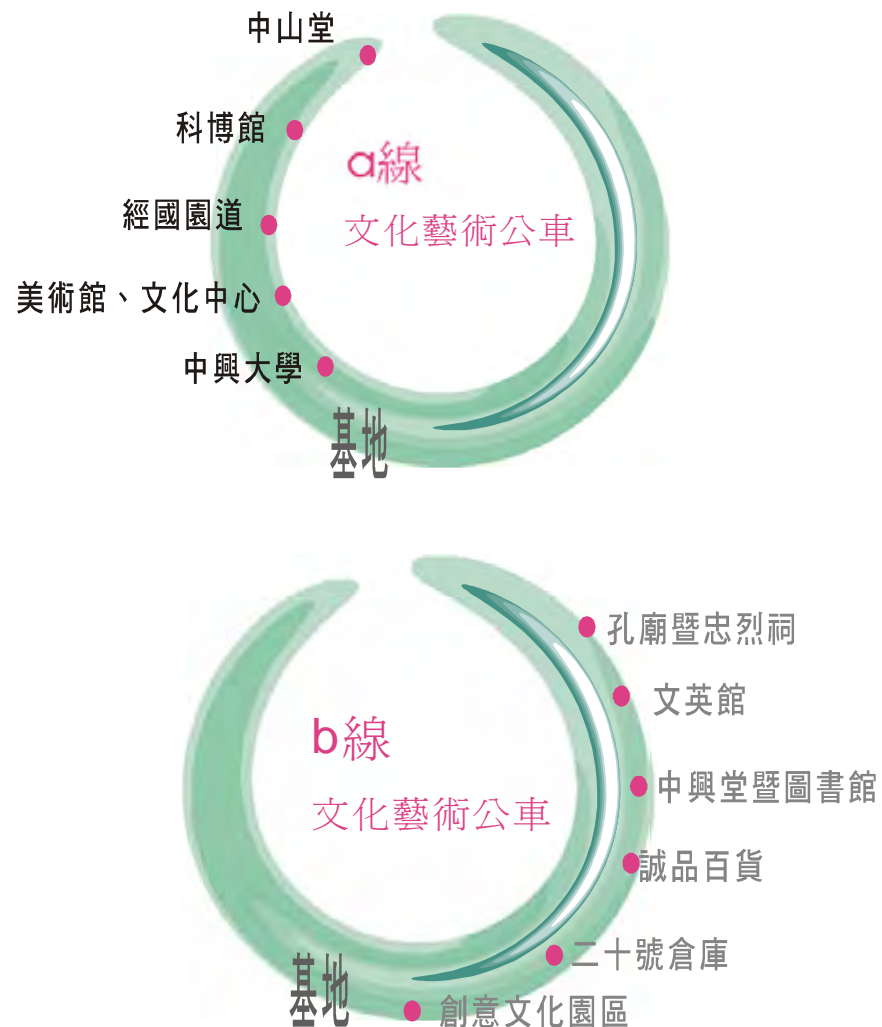 中山堂
科博館
a線
經國園道
文化藝術公車
美術館、文化中心
中興大學
基地
孔廟暨忠烈祠
文英館
b線
中興堂暨圖書館
文化藝術公車
誠品百貨
二十號倉庫
基地
創意文化園區